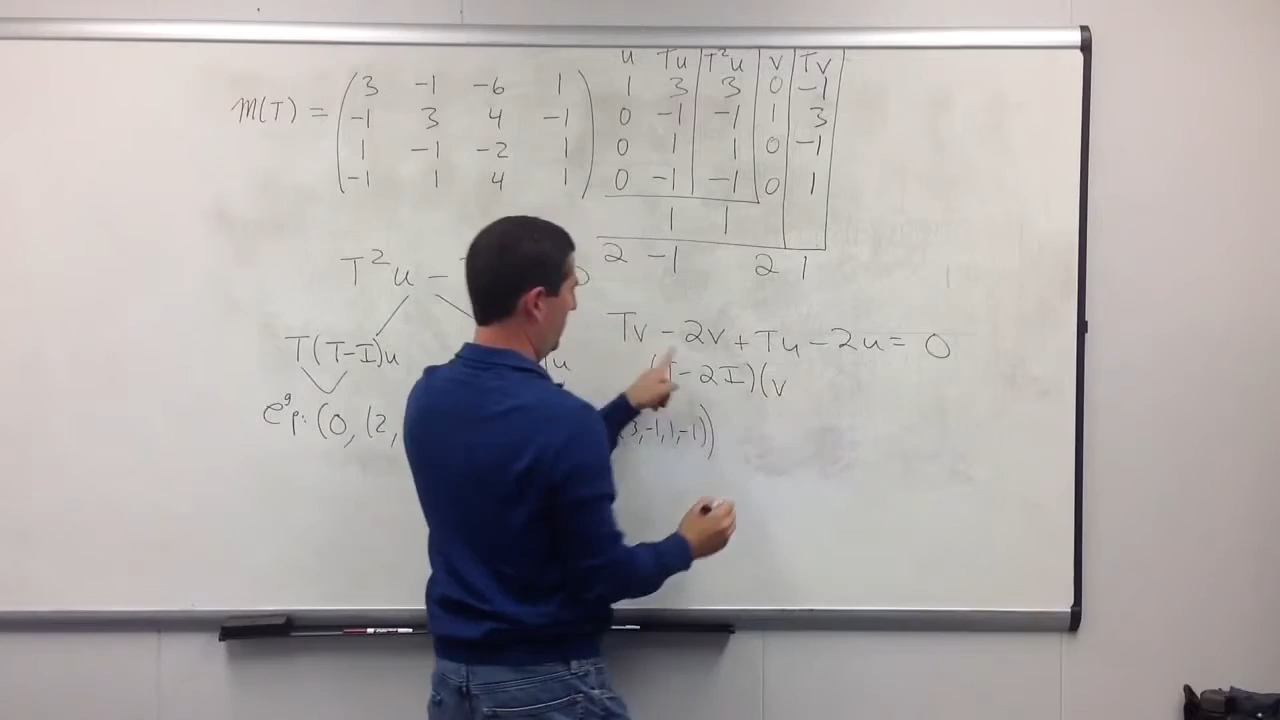 u Tu T²u v Tv
M(T) = ( 3 -1 -6 1 ) 1 3 3 0 -1
-1 3 4 -1 0 -1 -1 1 3
1 -1 -2 1 0 1 1 0 -1
-1 1 4 1 0 -1 -1 0 1
1 1
2 -1 2 1
T²u -
Tv - 2v + Tu - 2u = 0
T(T-I)u u
-2I)(v
eᵍp: (0, (2, 3,-1,1,-1))